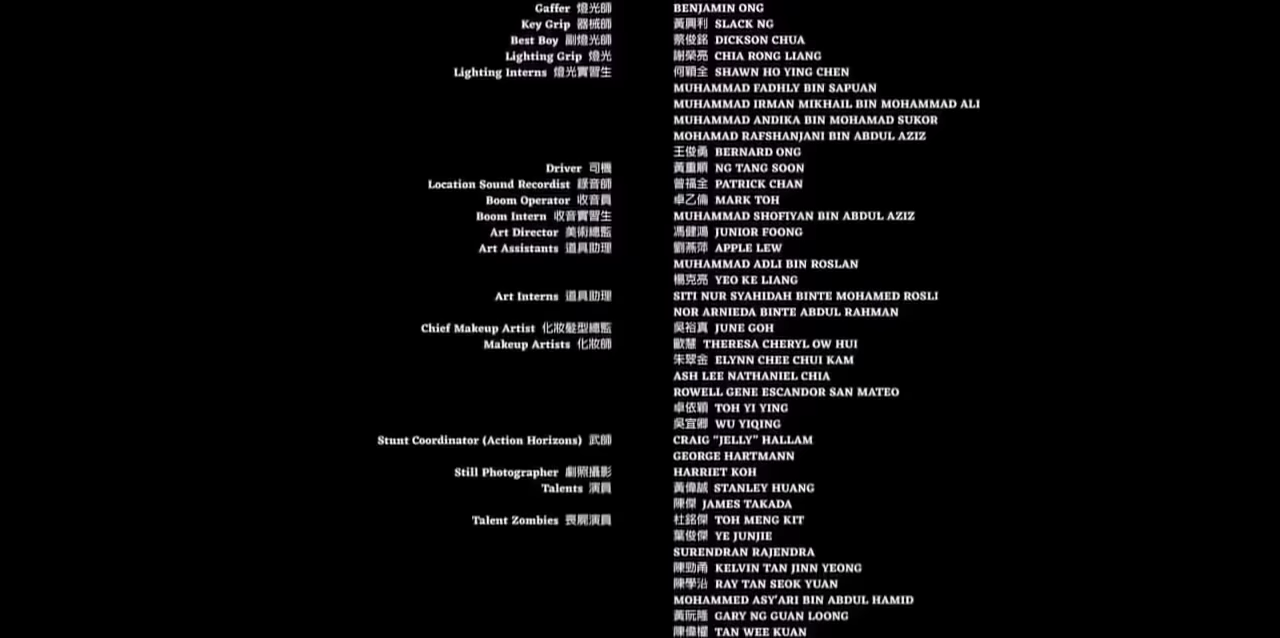 Gaffer 燈光師 BENJAMIN ONG
Key Grip 器械師 黃興利 SLACK NG
Best Boy 副燈光師 蔡俊銘 DICKSON CHUA
Lighting Grip 燈光 謝榮亮 CHIA RONG LIANG
Lighting Interns 燈光實習生 何穎全 SHAWN HO YING CHEN
MUHAMMAD FADHLY BIN SAPUAN
MUHAMMAD IRMAN MIKHAIL BIN MOHAMMAD ALI
MUHAMMAD ANDIKA BIN MOHAMAD SUKOR
MOHAMAD RAFSHANJANI BIN ABDUL AZIZ
王俊勇 BERNARD ONG
Driver 司機 黃重順 NG TANG SOON
Location Sound Recordist 錄音師 曾福全 PATRICK CHAN
Boom Operator 收音員 卓乙倫 MARK TOH
Boom Intern 收音實習生 MUHAMMAD SHOFIYAN BIN ABDUL AZIZ
Art Director 美術總監 馮健鴻 JUNIOR FOONG
Art Assistants 道具助理 劉燕萍 APPLE LEW
MUHAMMAD ADLI BIN ROSLAN
楊克亮 YEO KE LIANG
Art Interns 道具助理 SITI NUR SYAHIDAH BINTE MOHAMED ROSLI
NOR ARNIEDA BINTE ABDUL RAHMAN
Chief Makeup Artist 化妝髮型總監 吳裕真 JUNE GOH
Makeup Artists 化妝師 歐慧 THERESA CHERYL OW HUI
朱翠金 ELYNN CHEE CHUI KAM
ASH LEE NATHANIEL CHIA
ROWELL GENE ESCANDOR SAN MATEO
卓依穎 TOH YI YING
吳宜卿 WU YIQING
Stunt Coordinator (Action Horizons) 武師 CRAIG “JELLY” HALLAM
GEORGE HARTMANN
Still Photographer 劇照攝影 HARRIET KOH
Talents 演員 黃偉誠 STANLEY HUANG
陳傑 JAMES TAKADA
Talent Zombies 喪屍演員 杜銘傑 TOH MENG KIT
葉俊傑 YE JUNJIE
SURENDRAN RAJENDRA
陳勁甬 KELVIN TAN JINN YEONG
陳學治 RAY TAN SEOK YUAN
MOHAMMED ASY'ARI BIN ABDUL HAMID
黃阮隆 GARY NG GUAN LOONG
陳偉權 TAN WEE KUAN